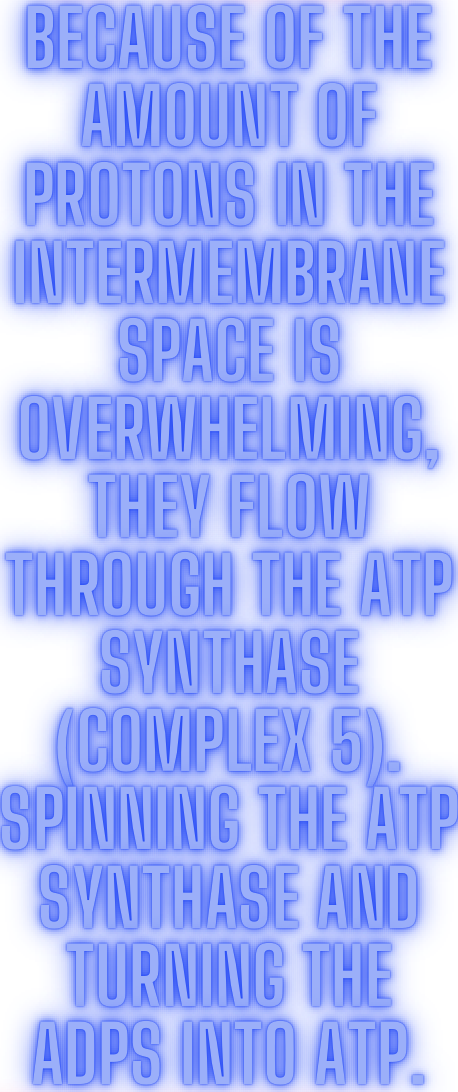 BECAUSE OF THE
AMOUNT OF
PROTONS IN THE
INTERMEMBRANE
SPACE IS
OVERWHELMING,
THEY FLOW
THROUGH THE ATP
SYNTHASE
(COMPLEX 5).
SPINNING THE ATP
SYNTHASE AND
TURNING THE
ADPS INTO ATP.